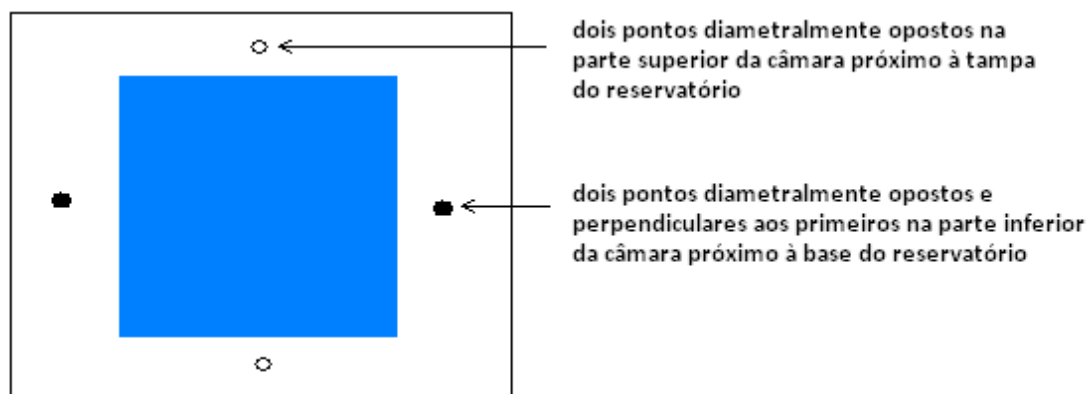 dois pontos diametralmente opostos na
parte superior da câmara próximo à tampa
do reservatório
dois pontos diametralmente opostos e
perpendiculares aos primeiros na parte inferior
da câmara próximo à base do reservatório